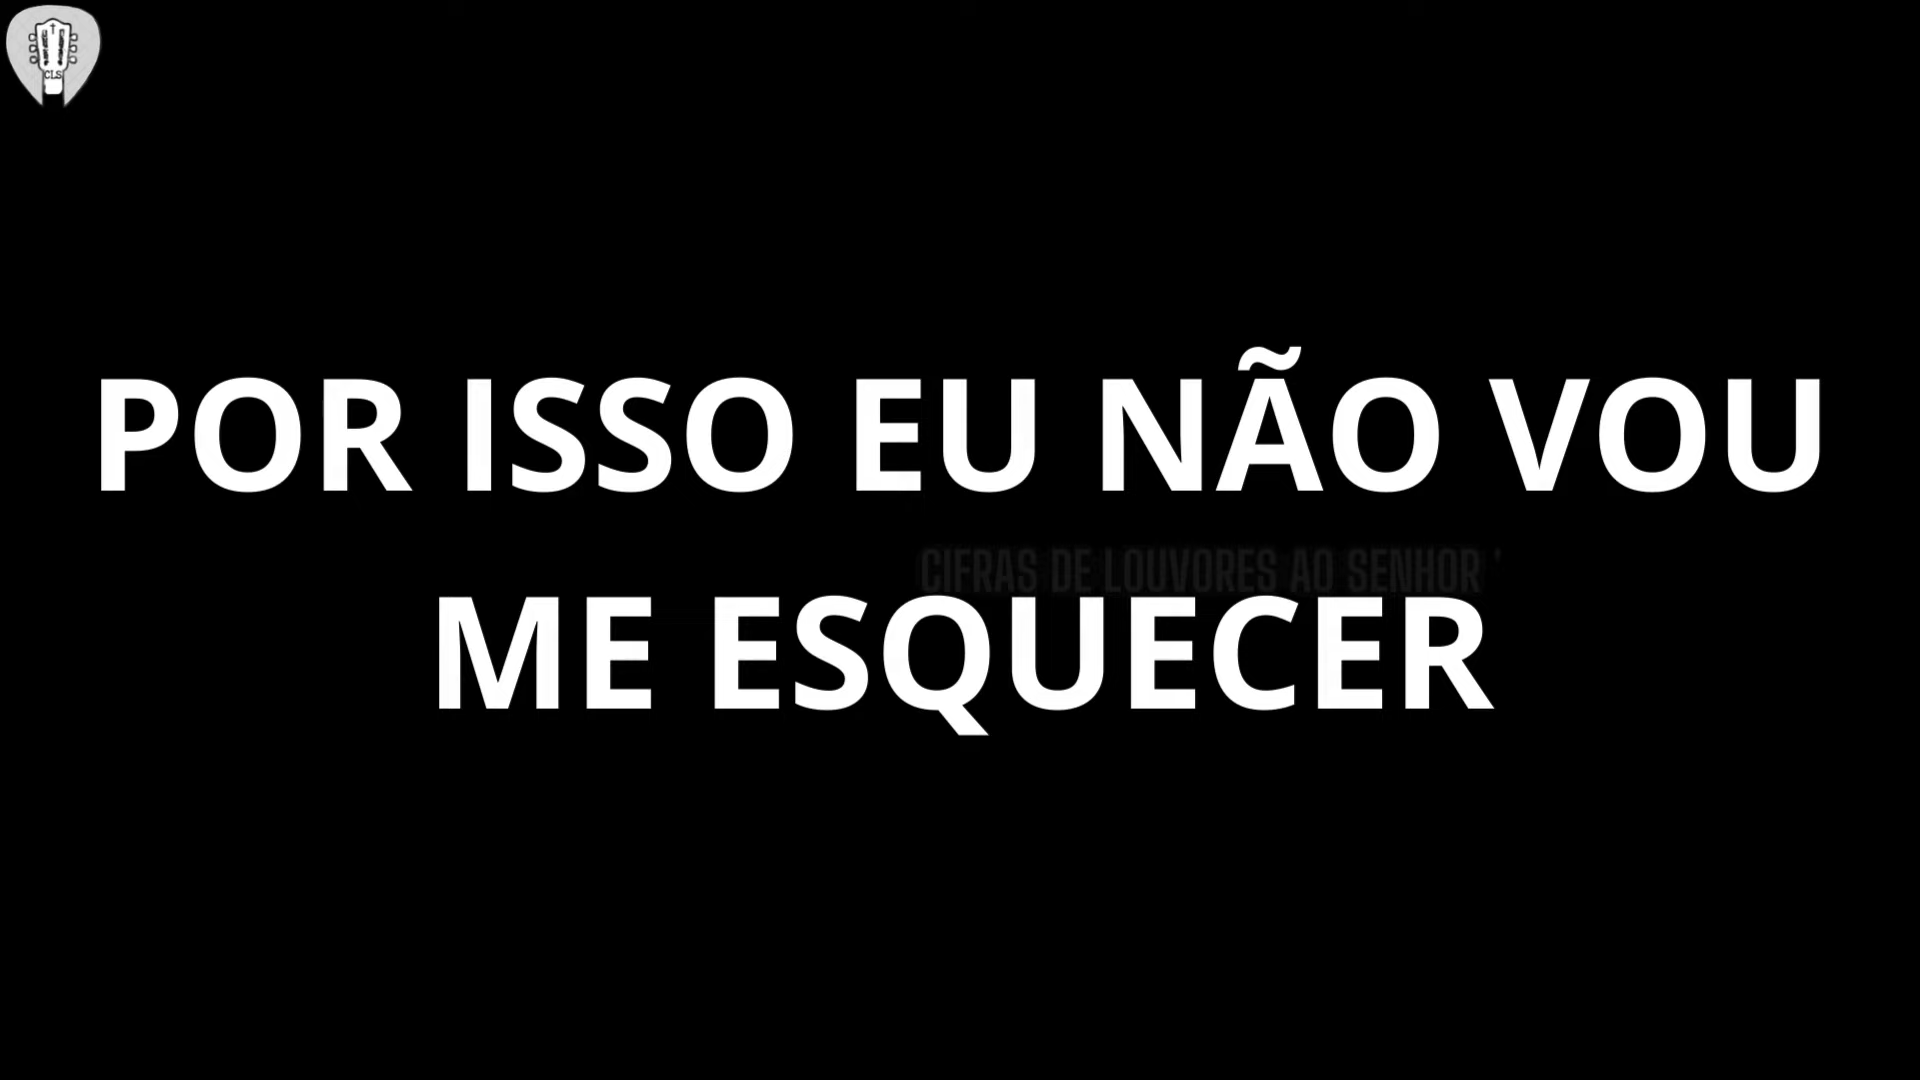 CLS
POR ISSO EU NÃO VOU
CIFRAS DE LOUVORES AO SENHOR '
ME ESQUECER